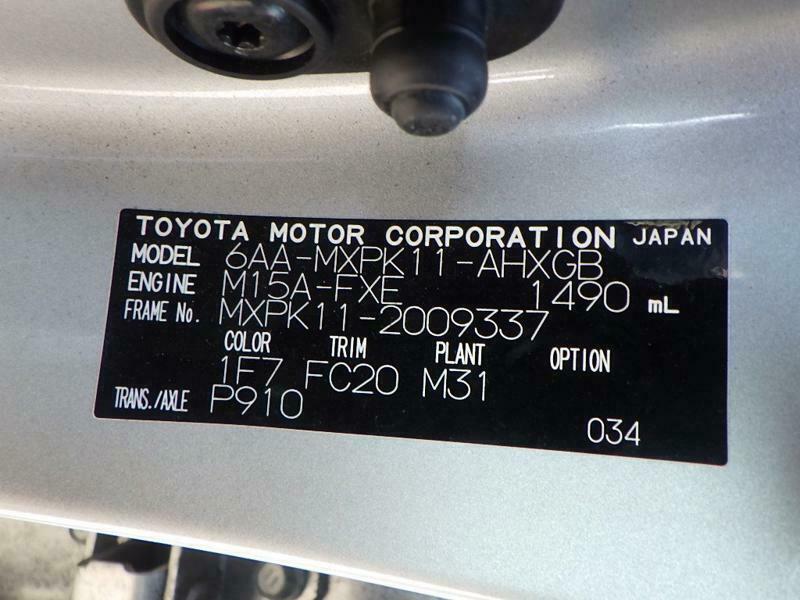 TOYOTA MOTOR CORPORATION JAPAN
MODEL 6AA-MXPK11-AHXGB
ENGINE M15A-FXE 1490 mL
FRAME No. MXPK11-2009337
COLOR TRIM PLANT OPTION
1F7 FC20 M31
TRANS./AXLE P910
034